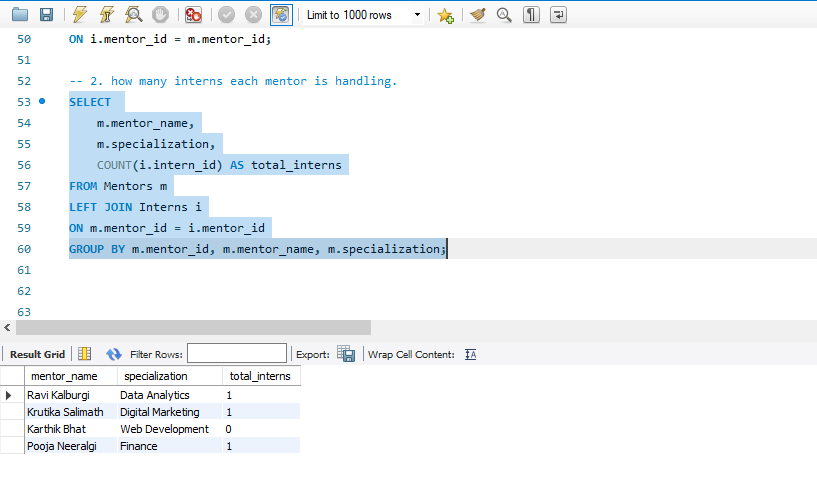 Limit to 1000 rows
50 ON i.mentor_id = m.mentor_id;
51
52 -- 2. how many interns each mentor is handling.
53 SELECT
54 m.mentor_name,
55 m.specialization,
56 COUNT(i.intern_id) AS total_interns
57 FROM Mentors m
58 LEFT JOIN Interns i
59 ON m.mentor_id = i.mentor_id
60 GROUP BY m.mentor_id, m.mentor_name, m.specialization;
61
62
63
Result Grid Filter Rows: Export: Wrap Cell Content:
mentor_name specialization total_interns
Ravi Kalburgi Data Analytics 1
Krutika Salimath Digital Marketing 1
Karthik Bhat Web Development 0
Pooja Neeralgi Finance 1